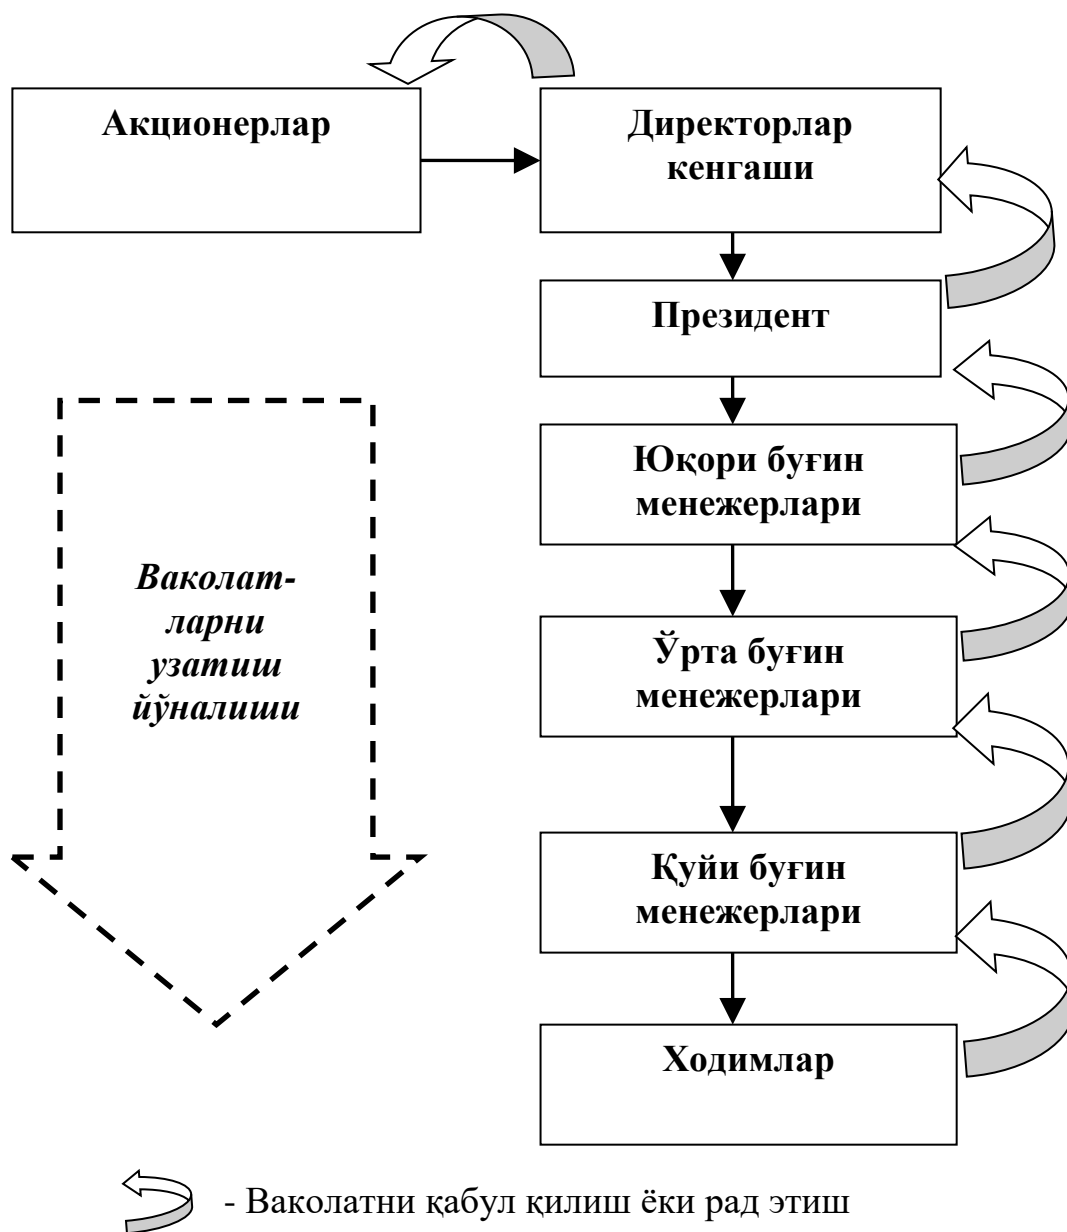 Акционерлар
Директорлар
кенгаши
Президент
Юқори буғин
менежерлари
Ваколат-
ларни
узатиш
йўналиши
Ўрта буғин
менежерлари
Қуйи буғин
менежерлари
Ходимлар
- Ваколатни қабул қилиш ёки рад этиш